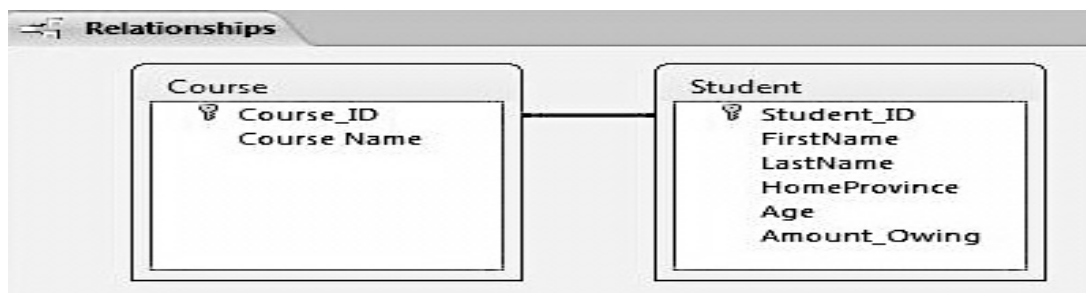 Relationships
Course
Course_ID
Course Name
Student
Student_ID
FirstName
LastName
HomeProvince
Age
Amount_Owing